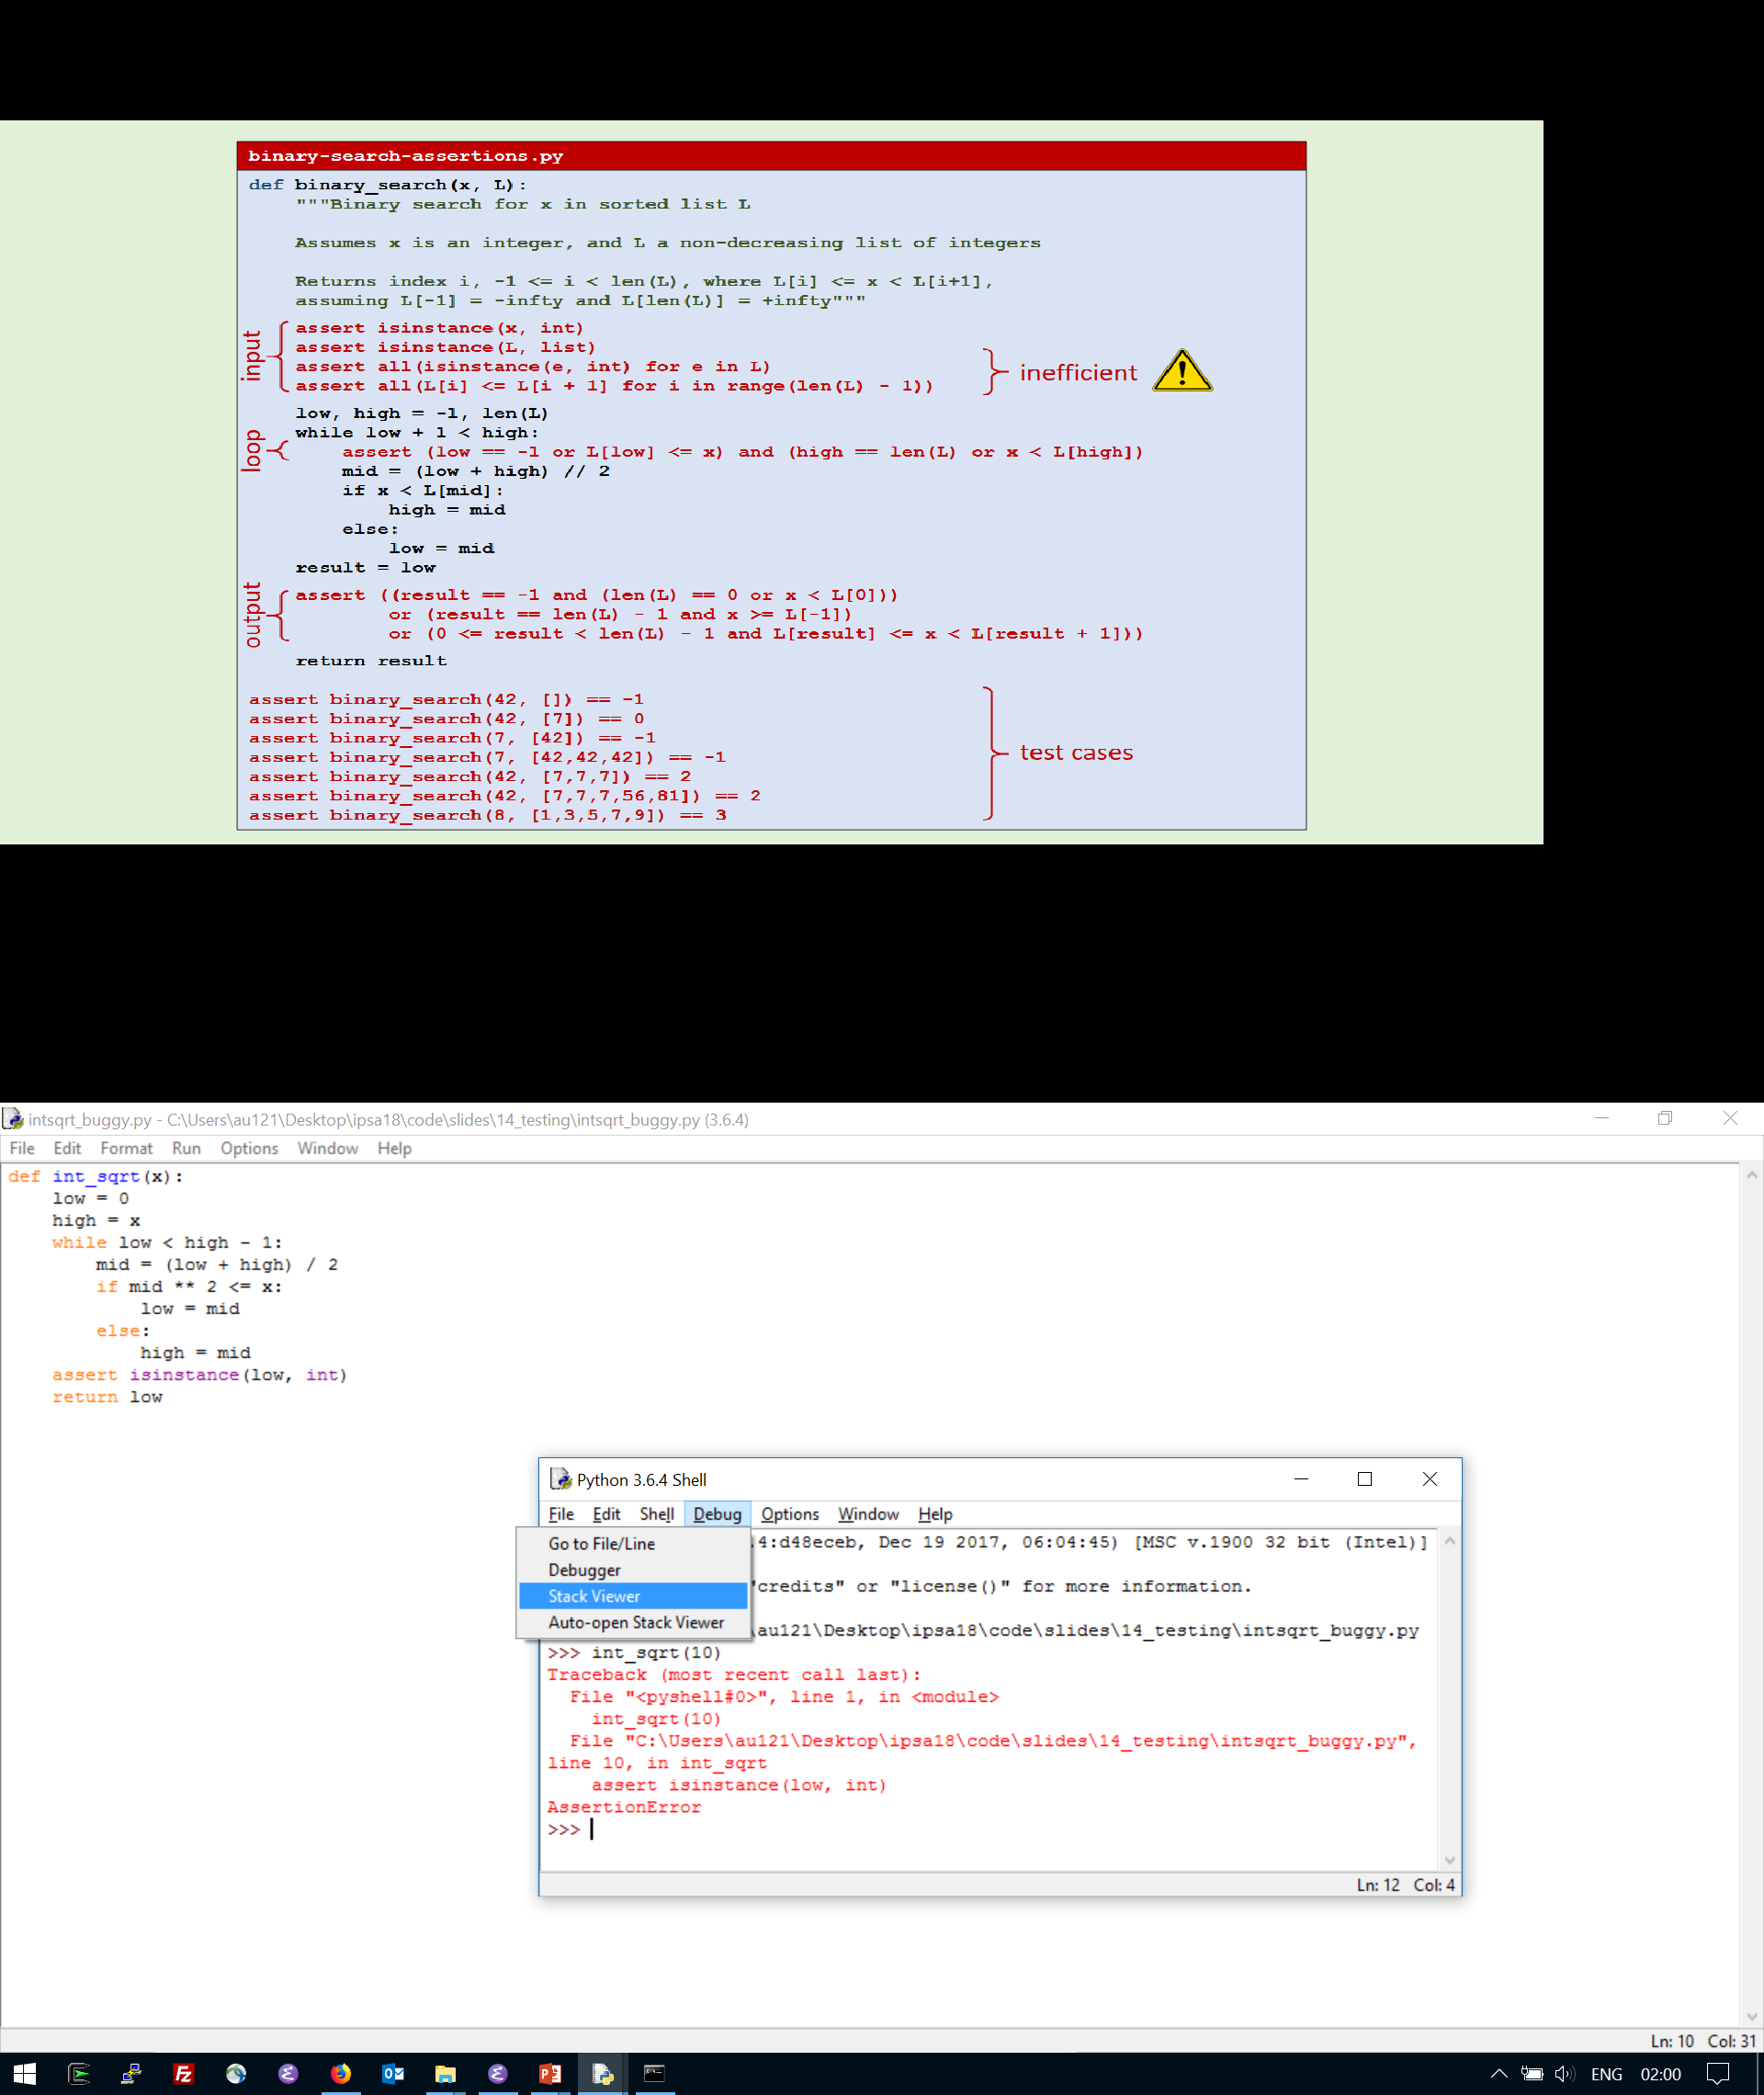 binary-search-assertions.py
def binary_search(x, L):
    """Binary search for x in sorted list L
    Assumes x is an integer, and L a non-decreasing list of integers
    Returns index i, -1 <= i < len(L), where L[i] <= x < L[i+1],
    assuming L[-1] = -infty and L[len(L)] = +infty"""
input
    assert isinstance(x, int)
    assert isinstance(L, list)
    assert all(isinstance(e, int) for e in L)
    assert all(L[i] <= L[i + 1] for i in range(len(L) - 1))
inefficient
    low, high = -1, len(L)
    while low + 1 < high:
loop
        assert (low == -1 or L[low] <= x) and (high == len(L) or x < L[high])
        mid = (low + high) // 2
        if x < L[mid]:
            high = mid
        else:
            low = mid
    result = low
output
    assert ((result == -1 and (len(L) == 0 or x < L[0]))
            or (result == len(L) - 1 and x >= L[-1])
            or (0 <= result < len(L) - 1 and L[result] <= x < L[result + 1]))
    return result
assert binary_search(42, []) == -1
assert binary_search(42, [7]) == 0
assert binary_search(7, [42]) == -1
assert binary_search(7, [42,42,42]) == -1
assert binary_search(42, [7,7,7]) == 2
assert binary_search(42, [7,7,7,56,81]) == 2
assert binary_search(8, [1,3,5,7,9]) == 3
test cases
intsqrt_buggy.py - C:\Users\au121\Desktop\ipsa18\code\slides\14_testing\intsqrt_buggy.py (3.6.4)
File Edit Format Run Options Window Help
def int_sqrt(x):
    low = 0
    high = x
    while low < high - 1:
        mid = (low + high) / 2
        if mid ** 2 <= x:
            low = mid
        else:
            high = mid
    assert isinstance(low, int)
    return low
Python 3.6.4 Shell
File Edit Shell Debug Options Window Help
Go to File/Line
Debugger
Stack Viewer
Auto-open Stack Viewer
4:d48eceb, Dec 19 2017, 06:04:45) [MSC v.1900 32 bit (Intel)]
"credits" or "license()" for more information.
\au121\Desktop\ipsa18\code\slides\14_testing\intsqrt_buggy.py
>>> int_sqrt(10)
Traceback (most recent call last):
  File "<pyshell#0>", line 1, in <module>
    int_sqrt(10)
  File "C:\Users\au121\Desktop\ipsa18\code\slides\14_testing\intsqrt_buggy.py",
line 10, in int_sqrt
    assert isinstance(low, int)
AssertionError
>>>
Ln: 12 Col: 4
Ln: 10 Col: 31
ENG 02:00